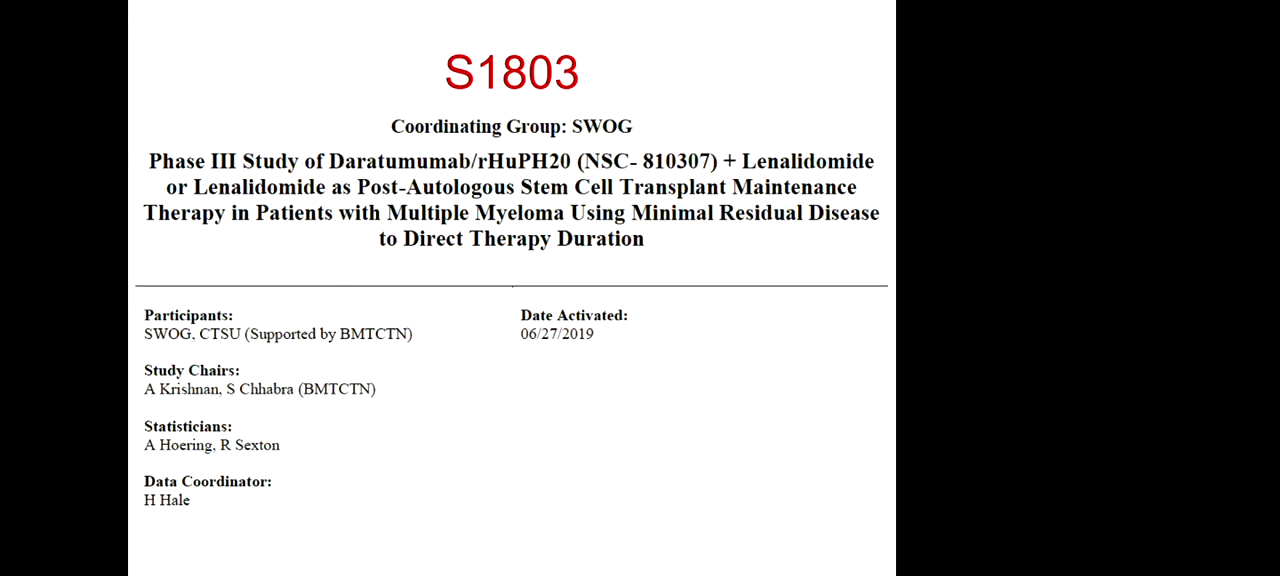 S1803
Coordinating Group: SWOG
Phase III Study of Daratumumab/rHuPH20 (NSC- 810307) + Lenalidomide
or Lenalidomide as Post-Autologous Stem Cell Transplant Maintenance
Therapy in Patients with Multiple Myeloma Using Minimal Residual Disease
to Direct Therapy Duration
Participants:
SWOG, CTSU (Supported by BMTCTN)
Date Activated:
06/27/2019
Study Chairs:
A Krishnan, S Chhabra (BMTCTN)
Statisticians:
A Hoering, R Sexton
Data Coordinator:
H Hale